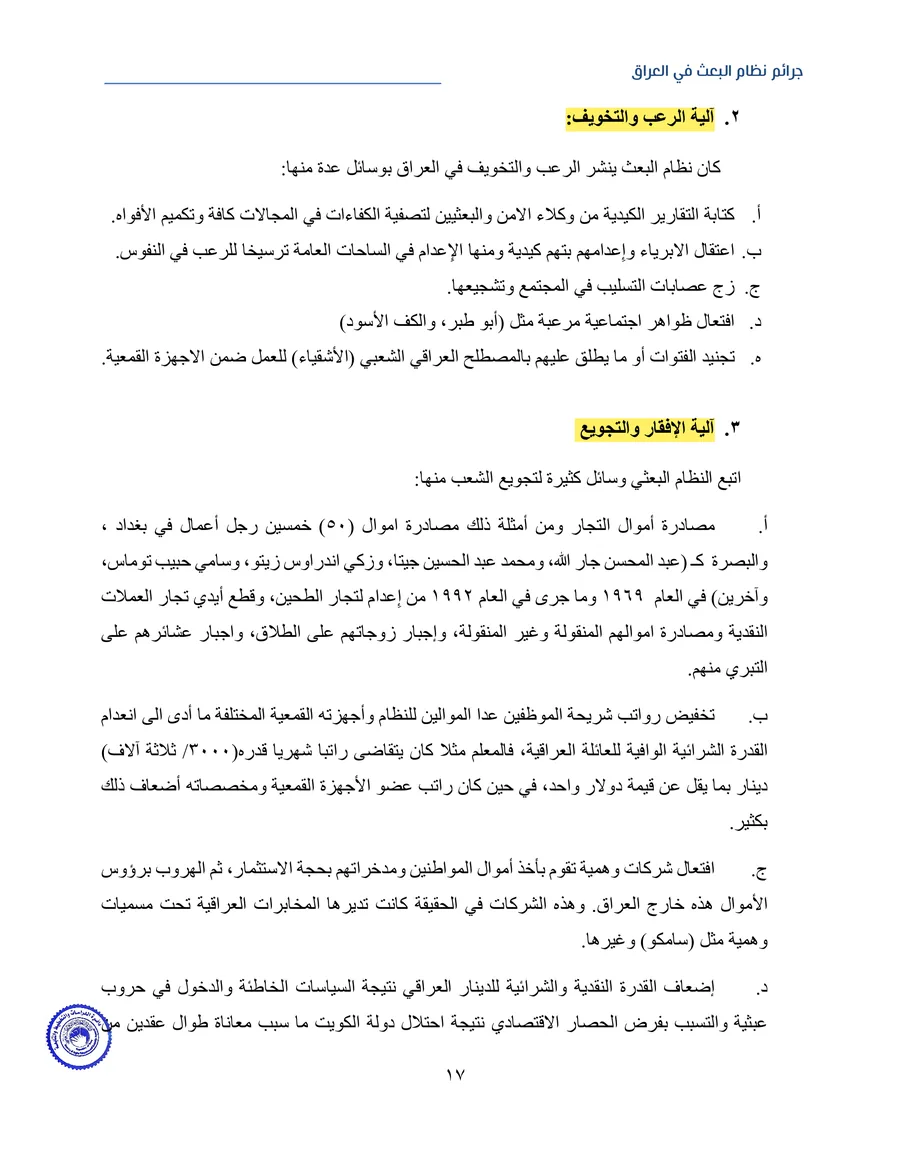 جرائم نظام البعث في العراق
٢. آلية الرعب والتخويف:
كان نظام البعث ينشر الرعب والتخويف في العراق بوسائل عدة منها:
أ. كتابة التقارير الكيدية من وكلاء الامن والبعثيين لتصفية الكفاءات في المجالات كافة وتكميم الأفواه.
ب. اعتقال الابرياء وإعدامهم بتهم كيدية ومنها الإعدام في الساحات العامة ترسيخا للرعب في النفوس.
ج. زج عصابات التسليب في المجتمع وتشجيعها.
د. افتعال ظواهر اجتماعية مرعبة مثل (أبو طبر، والكف الأسود)
ه. تجنيد الفتوات أو ما يطلق عليهم بالمصطلح العراقي الشعبي (الأشقياء) للعمل ضمن الاجهزة القمعية.
٣. آلية الإفقار والتجويع
اتبع النظام البعثي وسائل كثيرة لتجويع الشعب منها:
أ. مصادرة أموال التجار ومن أمثلة ذلك مصادرة اموال (٥٠) خمسين رجل أعمال في بغداد ،
والبصرة كـ (عبد المحسن جار الله، ومحمد عبد الحسين جيتا، وزكي اندراوس زيتو، وسامي حبيب توماس،
وآخرين) في العام ١٩٦٩ وما جرى في العام ١٩٩٢ من إعدام لتجار الطحين، وقطع أيدي تجار العملات
النقدية ومصادرة اموالهم المنقولة وغير المنقولة، وإجبار زوجاتهم على الطلاق، واجبار عشائرهم على
التبري منهم.
ب. تخفيض رواتب شريحة الموظفين عدا الموالين للنظام وأجهزته القمعية المختلفة ما أدى الى انعدام
القدرة الشرائية الوافية للعائلة العراقية، فالمعلم مثلا كان يتقاضى راتبا شهريا قدره(٣٠٠٠/ ثلاثة آلاف)
دينار بما يقل عن قيمة دولار واحد، في حين كان راتب عضو الأجهزة القمعية ومخصصاته أضعاف ذلك
بكثير.
ج. افتعال شركات وهمية تقوم بأخذ أموال المواطنين ومدخراتهم بحجة الاستثمار، ثم الهروب برؤوس
الأموال هذه خارج العراق. وهذه الشركات في الحقيقة كانت تديرها المخابرات العراقية تحت مسميات
وهمية مثل (سامكو) وغيرها.
د. إضعاف القدرة النقدية والشرائية للدينار العراقي نتيجة السياسات الخاطئة والدخول في حروب
عبثية والتسبب بفرض الحصار الاقتصادي نتيجة احتلال دولة الكويت ما سبب معاناة طوال عقدين من
١٧